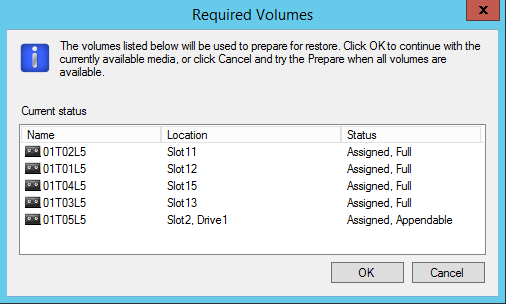 Required Volumes
x
The volumes listed below will be used to prepare for restore. Click OK to continue with the
currently available media, or click Cancel and try the Prepare when all volumes are
available.
Current status
Name Location Status
01T02L5 Slot11 Assigned, Full
01T01L5 Slot12 Assigned, Full
01T04L5 Slot15 Assigned, Full
01T03L5 Slot13 Assigned, Full
01T05L5 Slot2, Drive1 Assigned, Appendable
OK Cancel